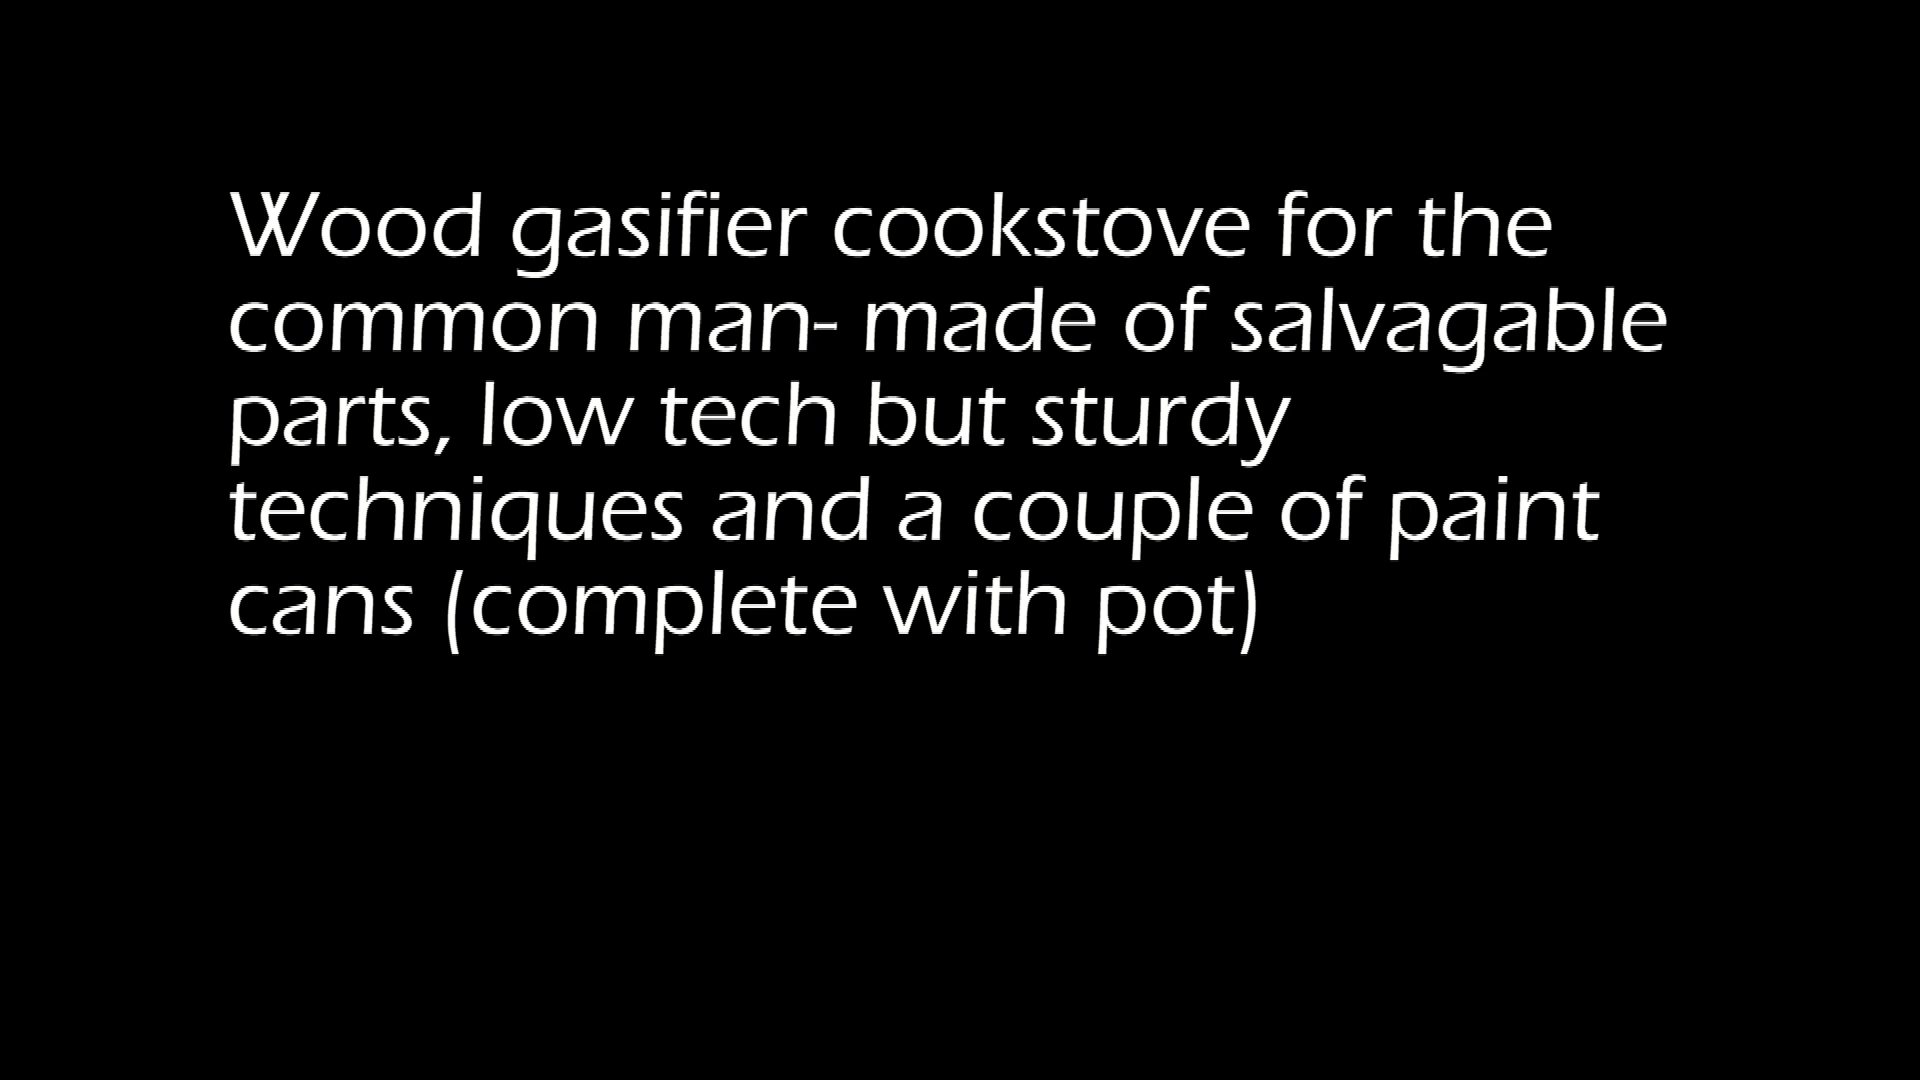 Wood gasifier cookstove for the
common man- made of salvagable
parts, low tech but sturdy
techniques and a couple of paint
cans (complete with pot)